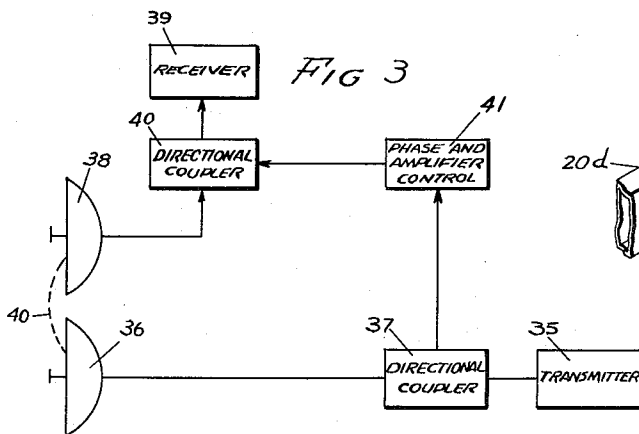 39
RECEIVER
FIG 3
40
DIRECTIONAL
COUPLER
41
PHASE AND
AMPLIFIER
CONTROL
20d
38
40
36
37
DIRECTIONAL
COUPLER
35
TRANSMITTER